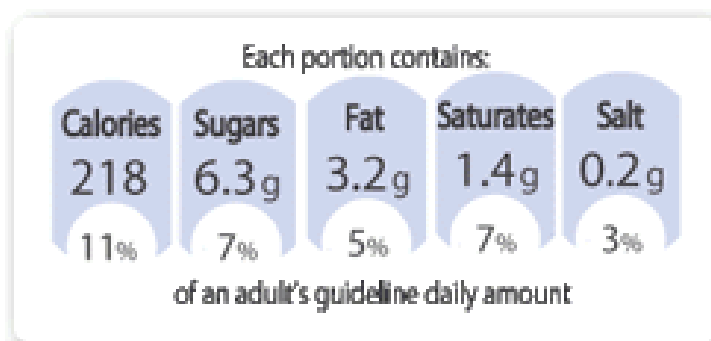 Each portion contains:
Calories Sugars Fat Saturates Salt
218 6.3g 3.2g 1.4g 0.2g
11% 7% 5% 7% 3%
of an adult's guideline daily amount